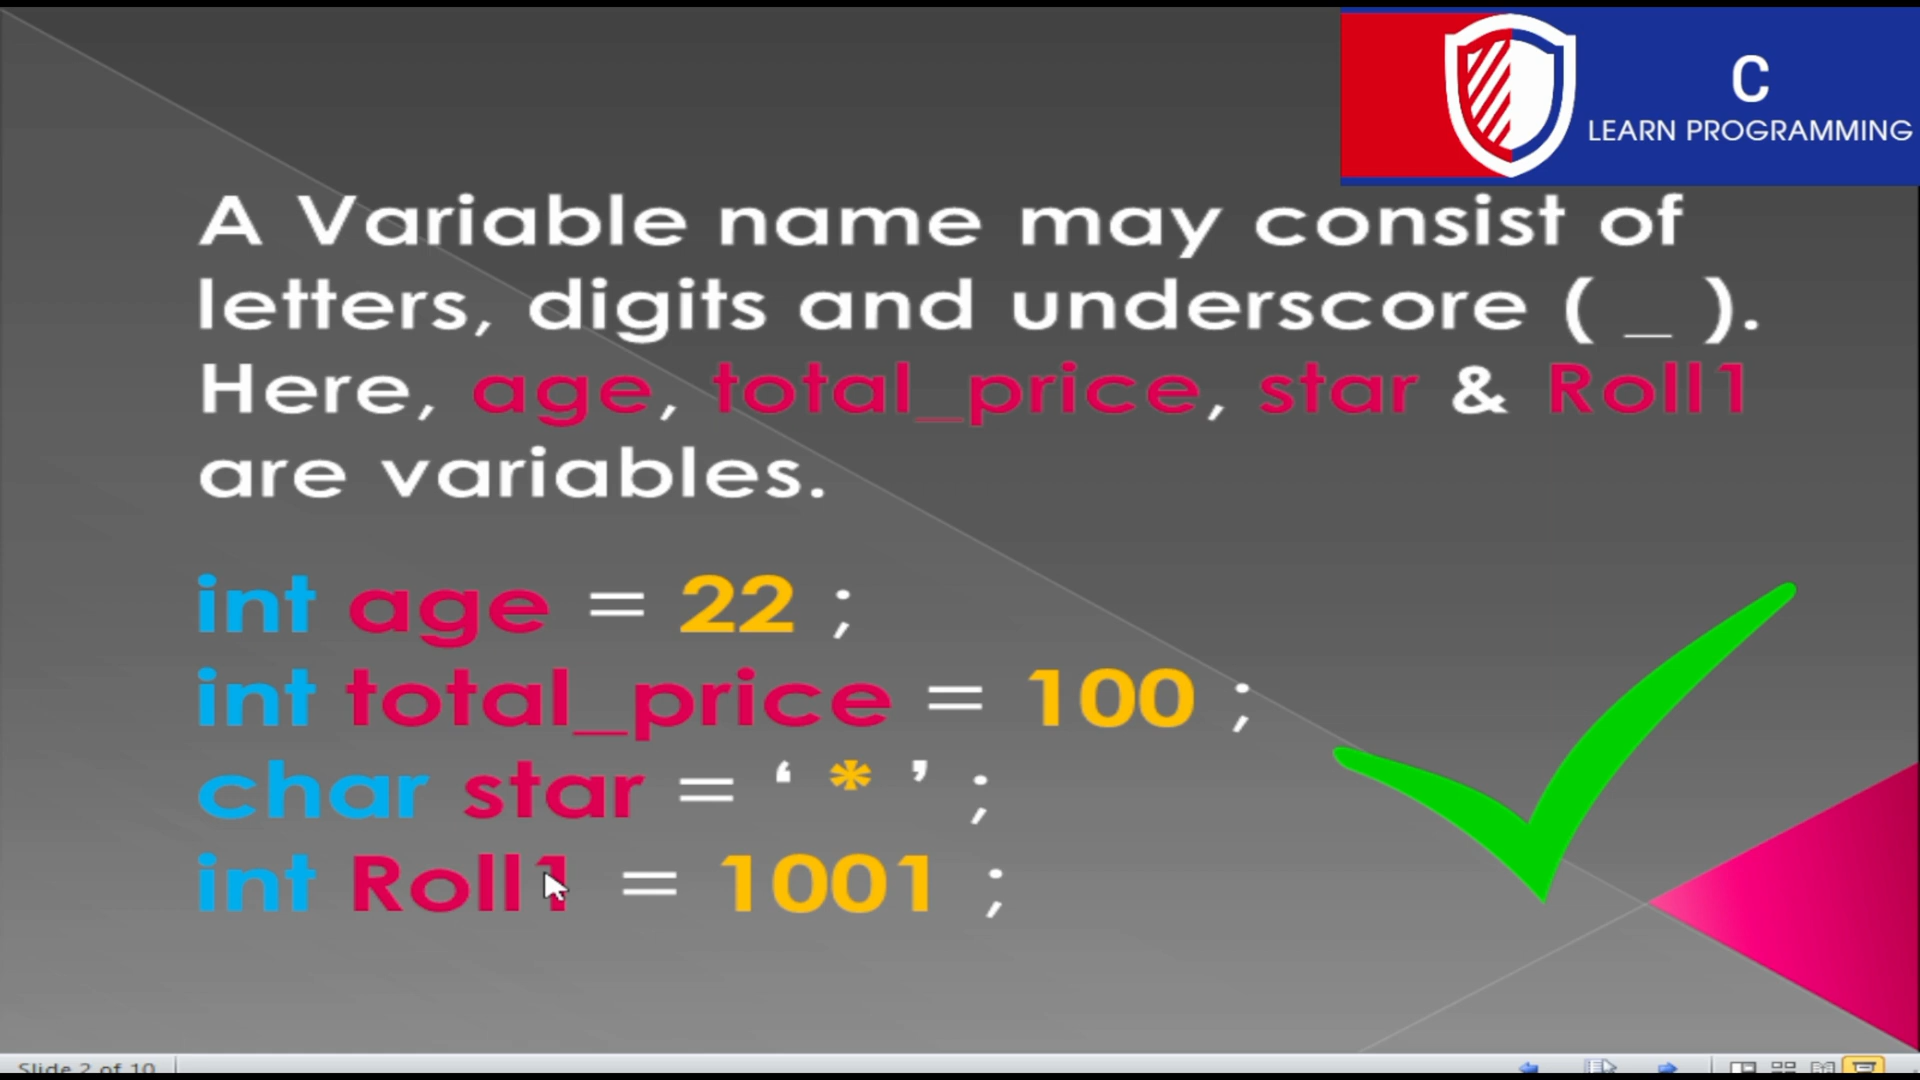 C
LEARN PROGRAMMING
A Variable name may consist of
letters, digits and underscore ( _ ).
Here, age, total_price, star & Roll1
are variables.
int age = 22 ;
int total_price = 100 ;
char star = ‘ * ’ ;
int Roll1 = 1001 ;
Slide 2 of 10